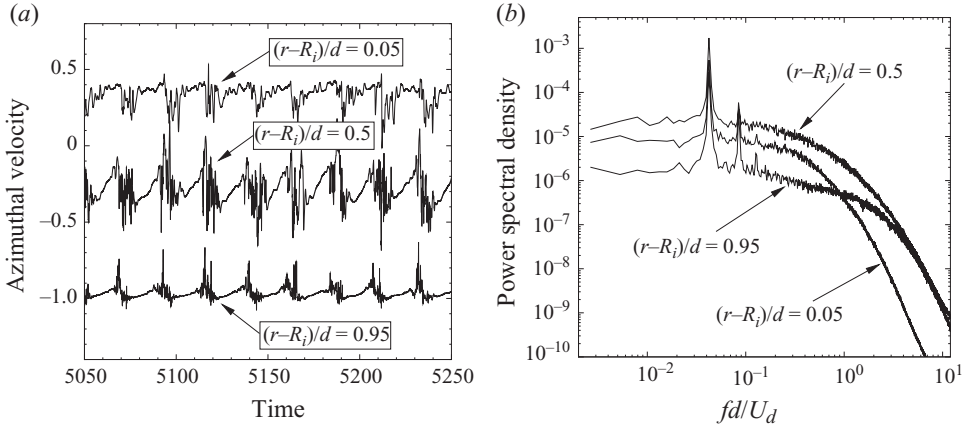 (a)
(b)
Azimuthal velocity
0.5
0
−0.5
−1.0
(r–Ri)/d = 0.05
(r–Ri)/d = 0.5
(r–Ri)/d = 0.95
5050 5100 5150 5200 5250
Time
Power spectral density
10−3
10−4
10−5
10−6
10−7
10−8
10−9
10−10
(r–Ri)/d = 0.5
(r–Ri)/d = 0.95
(r–Ri)/d = 0.05
10−2 10−1 100 101
fd/Ud